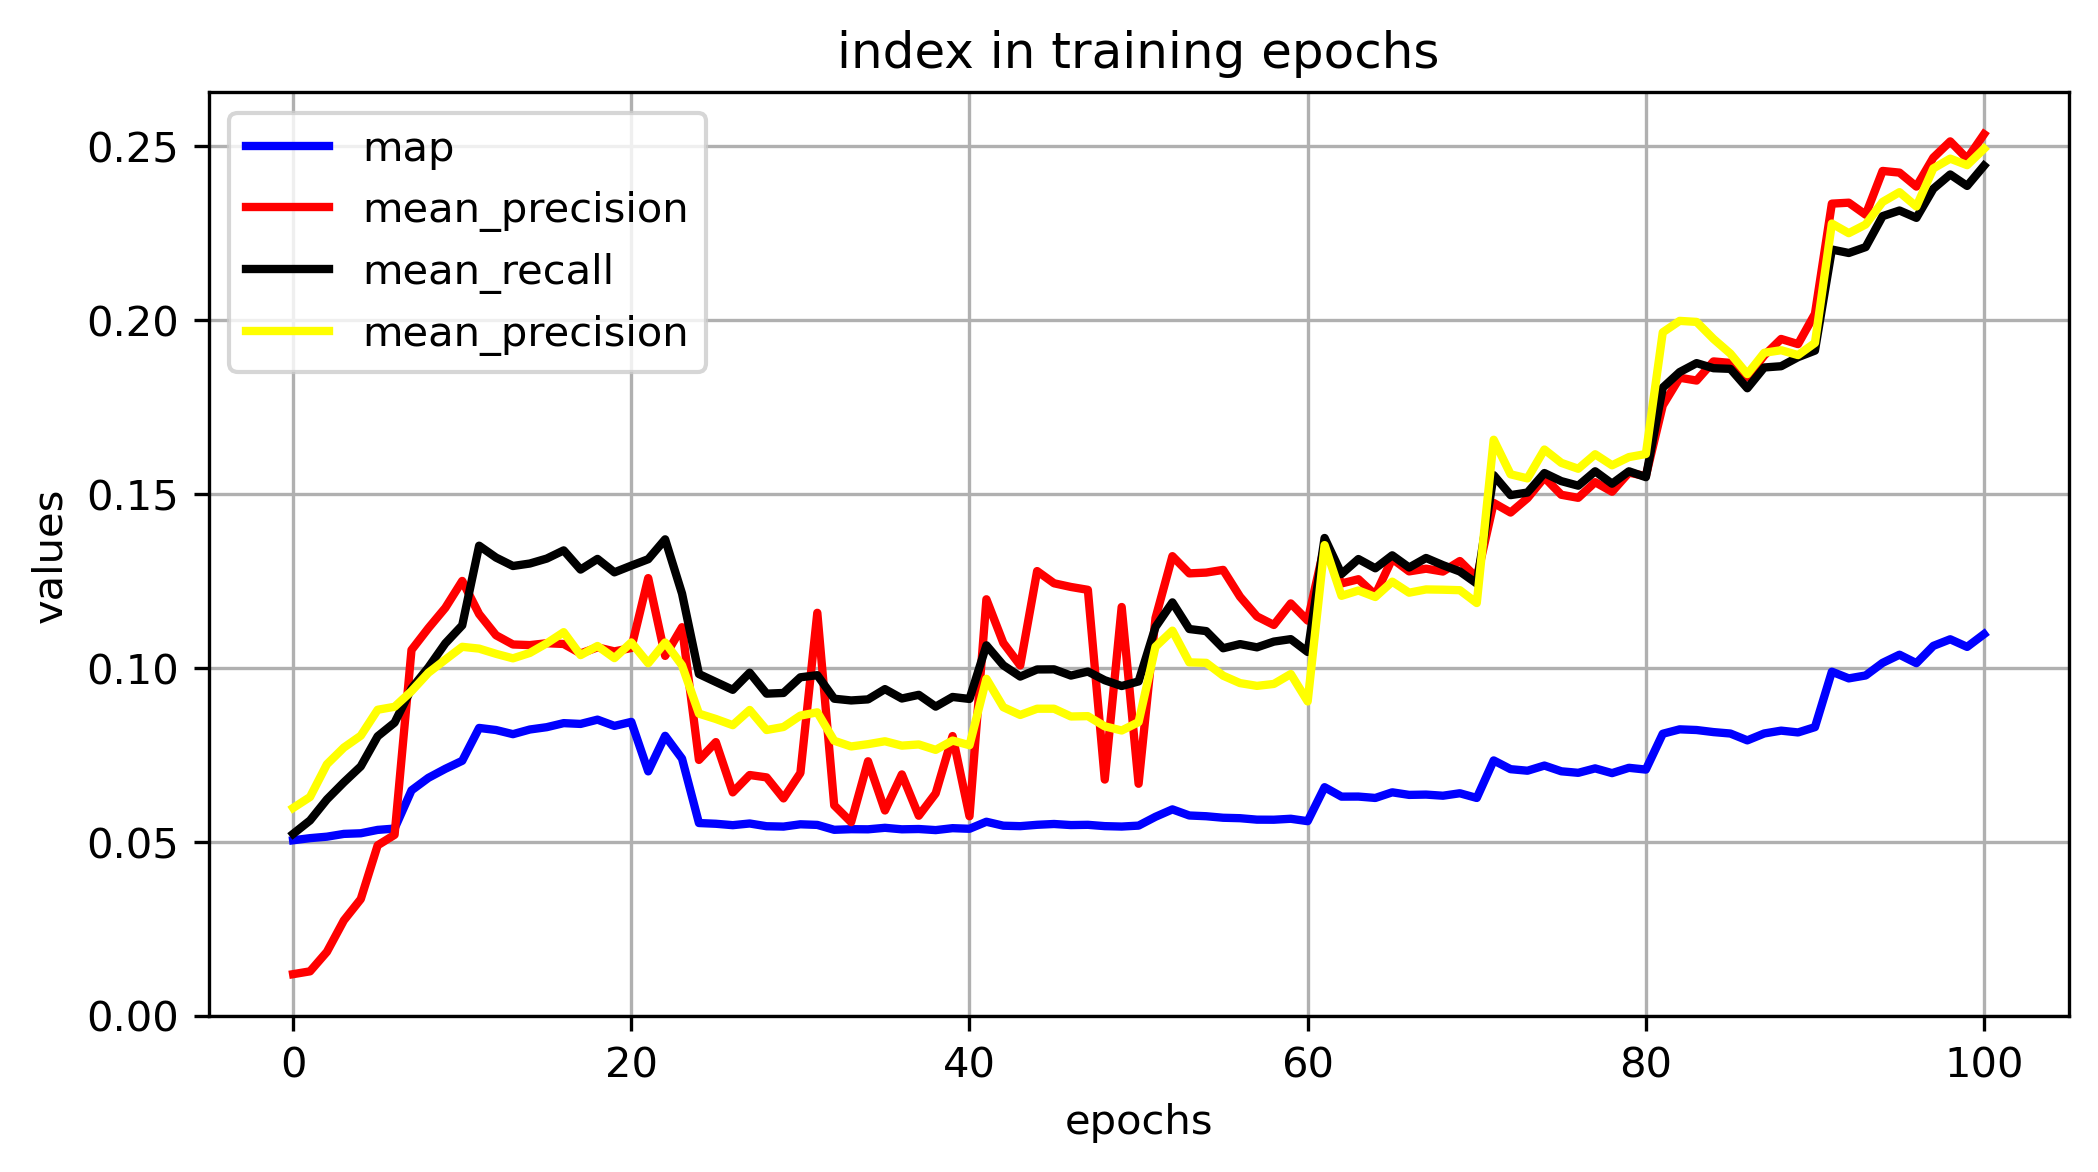 index in training epochs
map
mean_precision
mean_recall
mean_precision
0.25
0.20
0.15
0.10
0.05
0.00
values
0 20 40 60 80 100
epochs